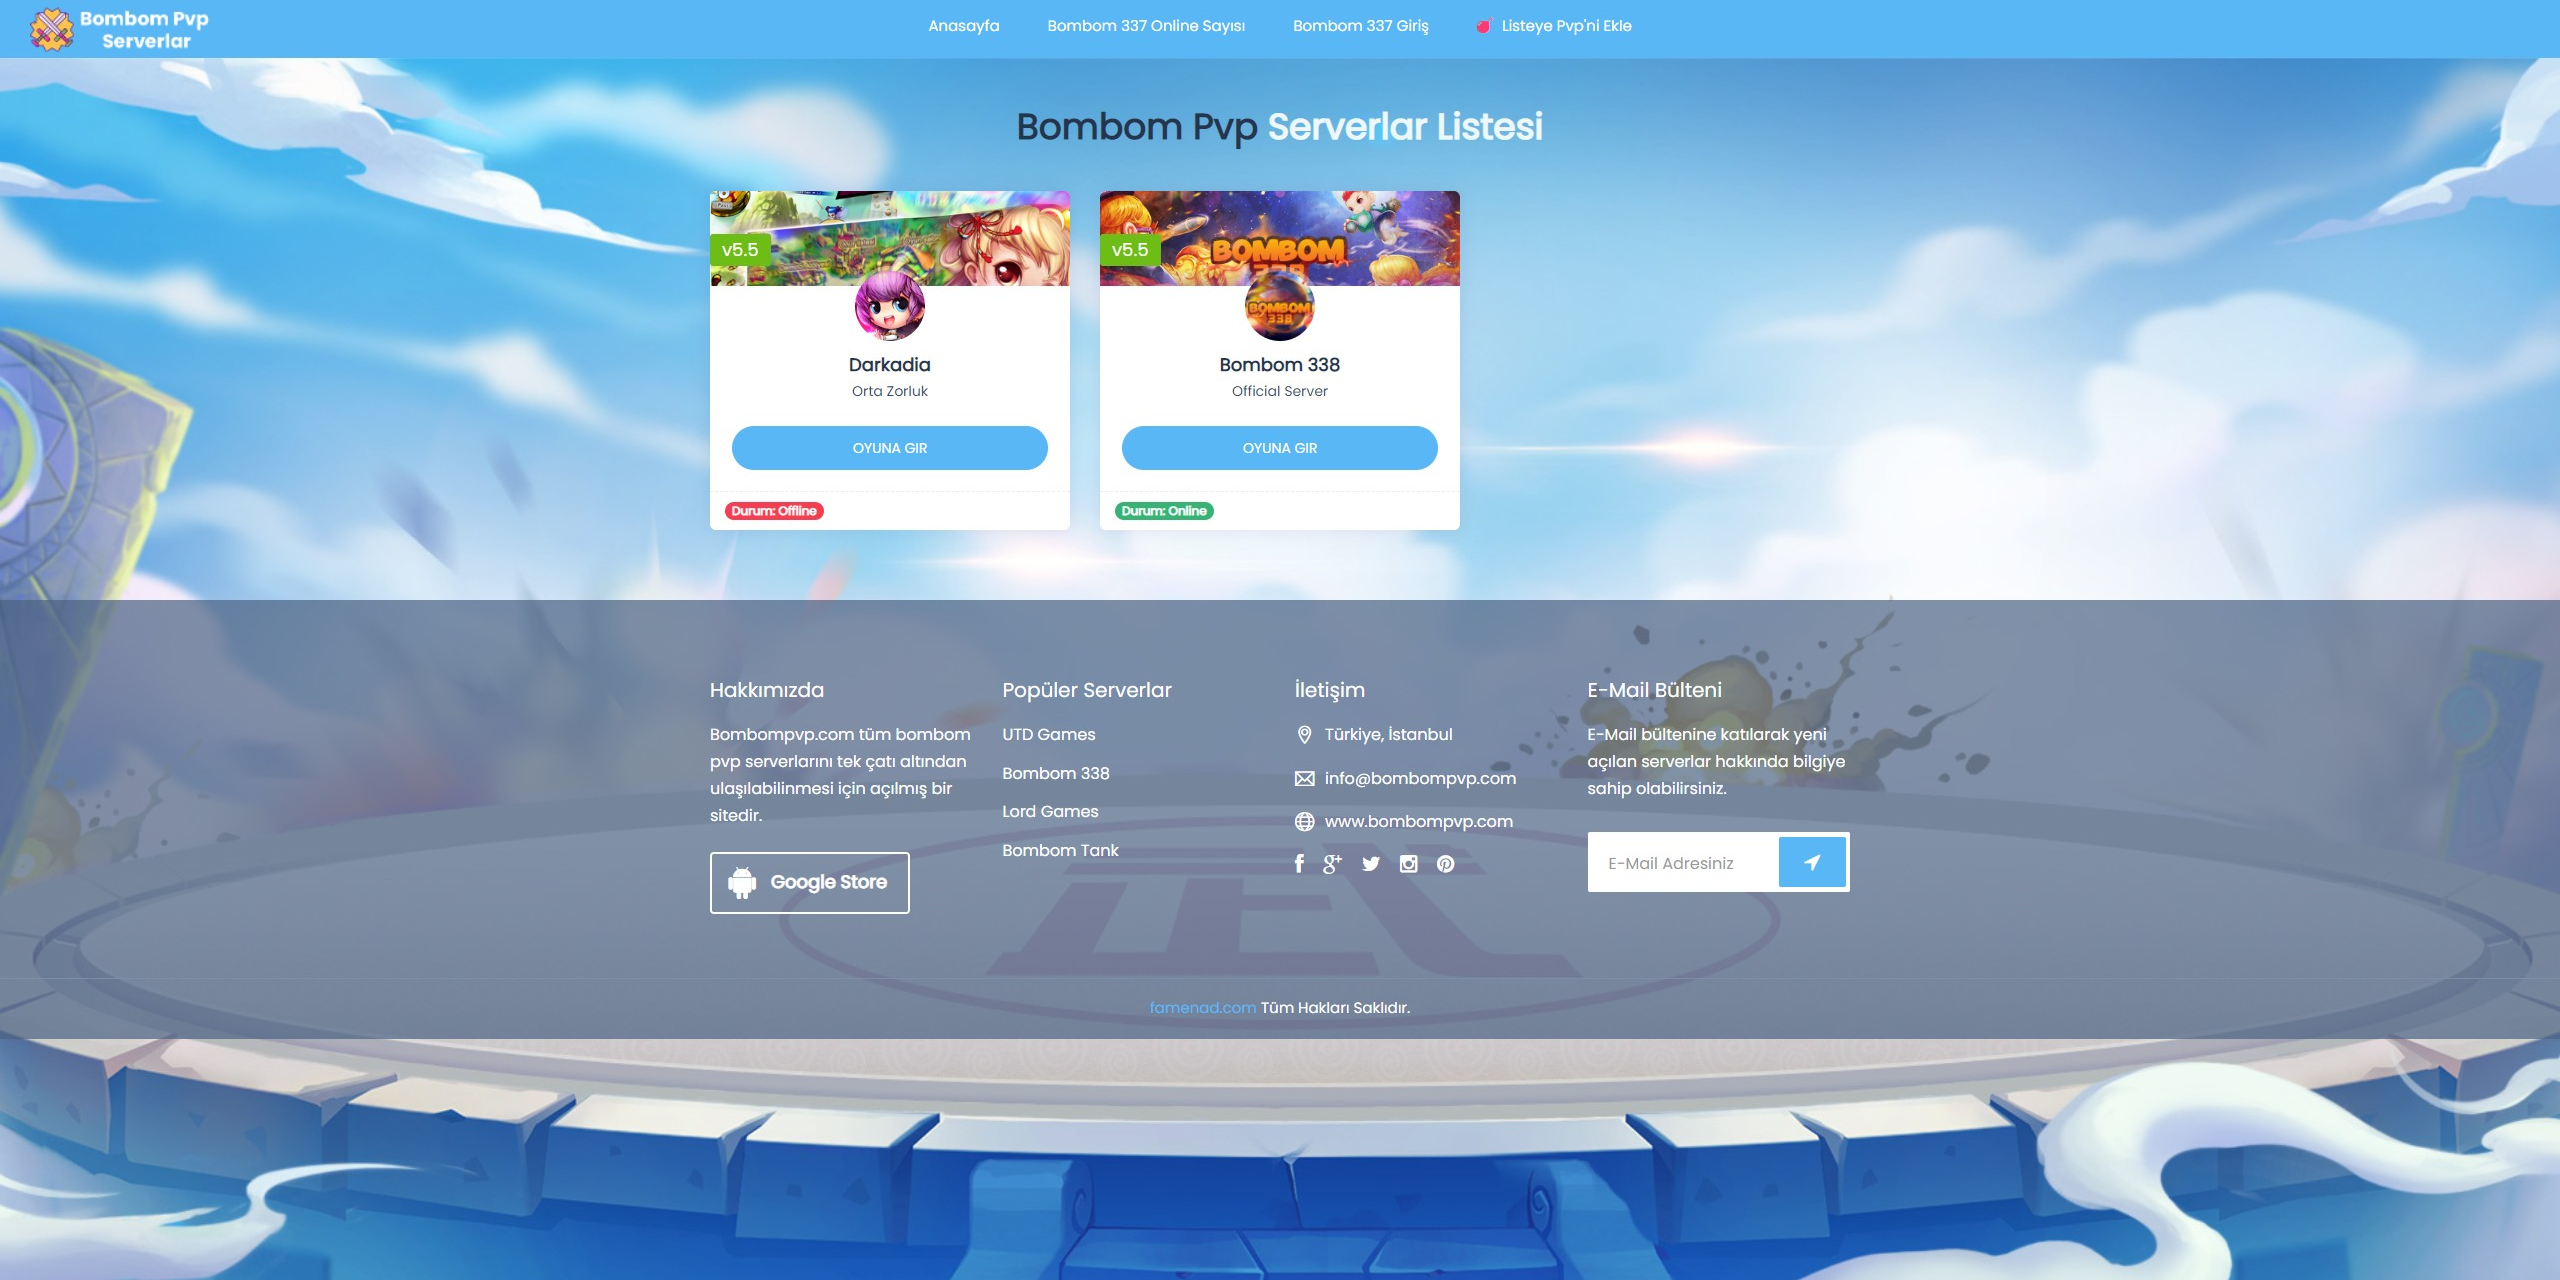 Bombom Pvp
Serverlar
Anasayfa
Bombom 337 Online Sayısı
Bombom 337 Giriş
Listeye Pvp'ni Ekle
Bombom Pvp Serverlar Listesi
v5.5
Darkadia
Orta Zorluk
OYUNA GIR
Durum: Offline
BOMBOM
338
v5.5
BOMBOM
338
Bombom 338
Official Server
OYUNA GIR
Durum: Online
Hakkımızda
Bombompvp.com tüm bombom
pvp serverlarını tek çatı altından
ulaşılabilinmesi için açılmış bir
sitedir.
Google Store
Popüler Serverlar
UTD Games
Bombom 338
Lord Games
Bombom Tank
İletişim
Türkiye, İstanbul
info@bombompvp.com
www.bombompvp.com
E-Mail Bülteni
E-Mail bültenine katılarak yeni
açılan serverlar hakkında bilgiye
sahip olabilirsiniz.
E-Mail Adresiniz
famenad.com Tüm Hakları Saklıdır.